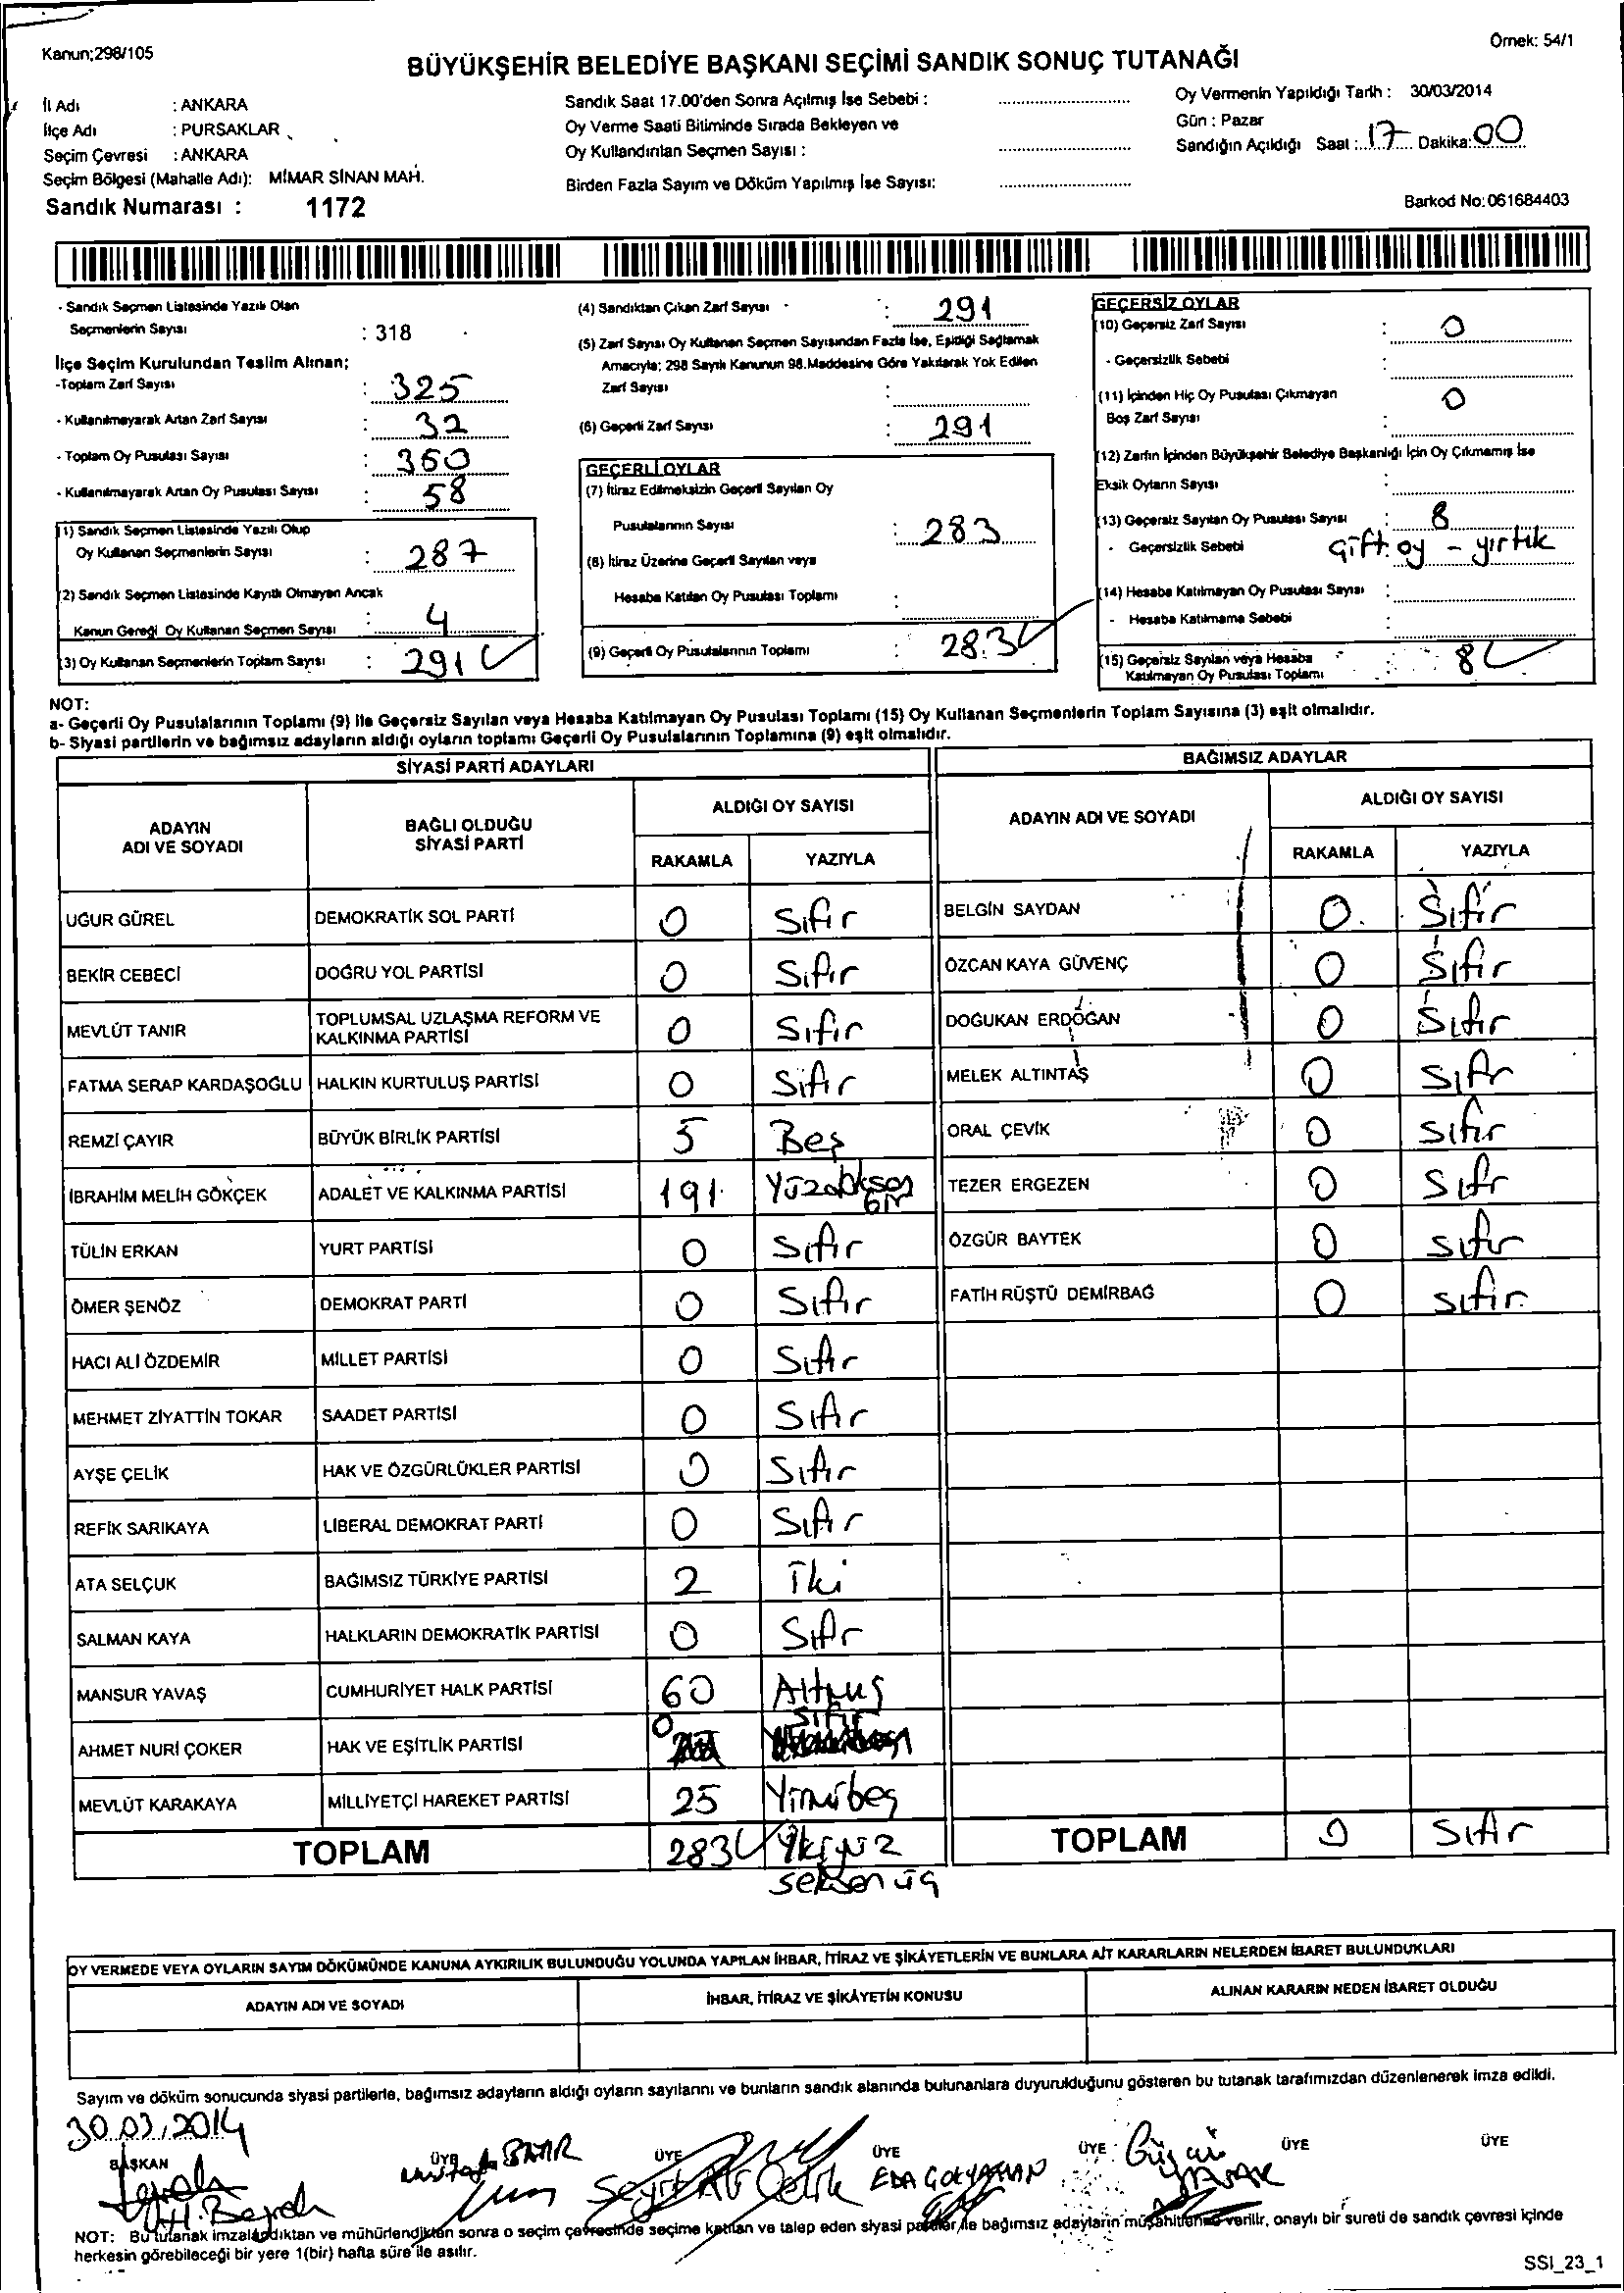 Kanun;298/105
Örnek: 54/1
BÜYÜKŞEHİR BELEDİYE BAŞKANI SEÇİMİ SANDIK SONUÇ TUTANAĞI
İl Adı : ANKARA
İlçe Adı : PURSAKLAR
Seçim Çevresi : ANKARA
Seçim Bölgesi (Mahalle Adı): MİMAR SİNAN MAH.
Sandık Numarası : 1172
Sandık Saat 17.00'den Sonra Açılmış İse Sebebi :
Oy Verme Saati Bitiminde Sırada Bekleyen ve
Oy Kullandırılan Seçmen Sayısı :
Birden Fazla Sayım ve Döküm Yapılmış İse Sayısı:
Oy Vermenin Yapıldığı Tarih : 30/03/2014
Gün : Pazar
Sandığın Açıldığı Saat : 17 Dakika: 00
Barkod No: 061684403
- Sandık Seçmen Listesinde Yazılı Olan
Seçmenlerin Sayısı : 318
İlçe Seçim Kurulundan Teslim Alınan;
-Toplam Zarf Sayısı : 325
- Kullanılmayarak Artan Zarf Sayısı : 32
- Toplam Oy Pusulası Sayısı : 350
- Kullanılmayarak Artan Oy Pusulası Sayısı : 58
(1) Sandık Seçmen Listesinde Yazılı Olup
Oy Kullanan Seçmenlerin Sayısı : 287
(2) Sandık Seçmen Listesinde Kayıtlı Olmayan Ancak
Kanun Gereği Oy Kullanan Seçmen Sayısı : 4
(3) Oy Kullanan Seçmenlerin Toplam Sayısı : 291
(4) Sandıktan Çıkan Zarf Sayısı : 291
(5) Zarf Sayısı Oy Kullanan Seçmen Sayısından Fazla İse, Eşitliği Sağlamak
Amacıyla; 298 Sayılı Kanunun 98.Maddesine Göre Yakılarak Yok Edilen
Zarf Sayısı :
(6) Geçerli Zarf Sayısı : 291
GEÇERLİ OYLAR
(7) İtiraz Edilmeksizin Geçerli Sayılan Oy
Pusulalarının Sayısı : 283
(8) İtiraz Üzerine Geçerli Sayılan veya
Hesaba Katılan Oy Pusulası Toplamı :
(9) Geçerli Oy Pusulalarının Toplamı : 283
GEÇERSİZ OYLAR
(10) Geçersiz Zarf Sayısı : 0
- Geçersizlik Sebebi :
(11) İçinden Hiç Oy Pusulası Çıkmayan
Boş Zarf Sayısı : 0
(12) Zarfın İçinden Büyükşehir Belediye Başkanlığı İçin Oy Çıkmamış İse
Eksik Oyların Sayısı :
(13) Geçersiz Sayılan Oy Pusulası Sayısı : 8
- Geçersizlik Sebebi çift oy - yırtık
(14) Hesaba Katılmayan Oy Pusulası Sayısı :
- Hesaba Katılmama Sebebi :
(15) Geçersiz Sayılan veya Hesaba
Katılmayan Oy Pusulası Toplamı : 8
NOT:
a- Geçerli Oy Pusulalarının Toplamı (9) ile Geçersiz Sayılan veya Hesaba Katılmayan Oy Pusulası Toplamı (15) Oy Kullanan Seçmenlerin Toplam Sayısına (3) eşit olmalıdır.
b- Siyasi partilerin ve bağımsız adayların aldığı oyların toplamı Geçerli Oy Pusulalarının Toplamına (9) eşit olmalıdır.
SİYASİ PARTİ ADAYLARI
ADAYIN ADI VE SOYADI BAĞLI OLDUĞU SİYASİ PARTİ ALDIĞI OY SAYISI
RAKAMLA YAZIYLA
UĞUR GÜREL DEMOKRATİK SOL PARTİ 0 Sıfır
BEKİR CEBECİ DOĞRU YOL PARTİSİ 0 Sıfır
MEVLÜT TANIR TOPLUMSAL UZLAŞMA REFORM VE KALKINMA PARTİSİ 0 Sıfır
FATMA SERAP KARDAŞOĞLU HALKIN KURTULUŞ PARTİSİ 0 Sıfır
REMZİ ÇAYIR BÜYÜK BİRLİK PARTİSİ 5 Beş
İBRAHİM MELİH GÖKÇEK ADALET VE KALKINMA PARTİSİ 191
TÜLİN ERKAN YURT PARTİSİ 0 Sıfır
ÖMER ŞENÖZ DEMOKRAT PARTİ 0 Sıfır
HACI ALİ ÖZDEMİR MİLLET PARTİSİ 0 Sıfır
MEHMET ZİYATTİN TOKAR SAADET PARTİSİ 0 Sıfır
AYŞE ÇELİK HAK VE ÖZGÜRLÜKLER PARTİSİ 0 Sıfır
REFİK SARIKAYA LİBERAL DEMOKRAT PARTİ 0 Sıfır
ATA SELÇUK BAĞIMSIZ TÜRKİYE PARTİSİ 2 İki
SALMAN KAYA HALKLARIN DEMOKRATİK PARTİSİ 0 Sıfır
MANSUR YAVAŞ CUMHURİYET HALK PARTİSİ 60 Altmış
AHMET NURİ ÇOKER HAK VE EŞİTLİK PARTİSİ 0 Sıfır
MEVLÜT KARAKAYA MİLLİYETÇİ HAREKET PARTİSİ 25 Yirmibeş
TOPLAM 283 İkiyüz
seksen üç
BAĞIMSIZ ADAYLAR
ADAYIN ADI VE SOYADI ALDIĞI OY SAYISI
RAKAMLA YAZIYLA
BELGİN SAYDAN 0 Sıfır
ÖZCAN KAYA GÜVENÇ 0 Sıfır
DOĞUKAN ERDOĞAN 0 Sıfır
MELEK ALTINTAŞ 0 Sıfır
ORAL ÇEVİK 0 Sıfır
TEZER ERGEZEN 0 Sıfır
ÖZGÜR BAYTEK 0 Sıfır
FATİH RÜŞTÜ DEMİRBAĞ 0 Sıfır
TOPLAM 0 Sıfır
OY VERMEDE VEYA OYLARIN SAYIM DÖKÜMÜNDE KANUNA AYKIRILIK BULUNDUĞU YOLUNDA YAPILAN İHBAR, İTİRAZ VE ŞİKÂYETLERİN VE BUNLARA AİT KARARLARIN NELERDEN İBARET BULUNDUKLARI
ADAYIN ADI VE SOYADI İHBAR, İTİRAZ VE ŞİKÂYETİN KONUSU ALINAN KARARIN NEDEN İBARET OLDUĞU
Sayım ve döküm sonucunda siyasi partilerle, bağımsız adayların aldığı oyların sayılarını ve bunların sandık alanında bulunanlara duyurulduğunu gösteren bu tutanak tarafımızdan düzenlenerek imza edildi.
30.03.2014
BAŞKAN ÜYE ÜYE ÜYE ÜYE ÜYE ÜYE
NOT: Bu tutanak imzalandıktan ve mühürlendikten sonra o seçim çevresinde seçime katılan ve talep eden siyasi partiler ile bağımsız adayların müşahitlerine verilir, onaylı bir sureti de sandık çevresi içinde
herkesin görebileceği bir yere 1(bir) hafta süre ile asılır.
SSI_23_1